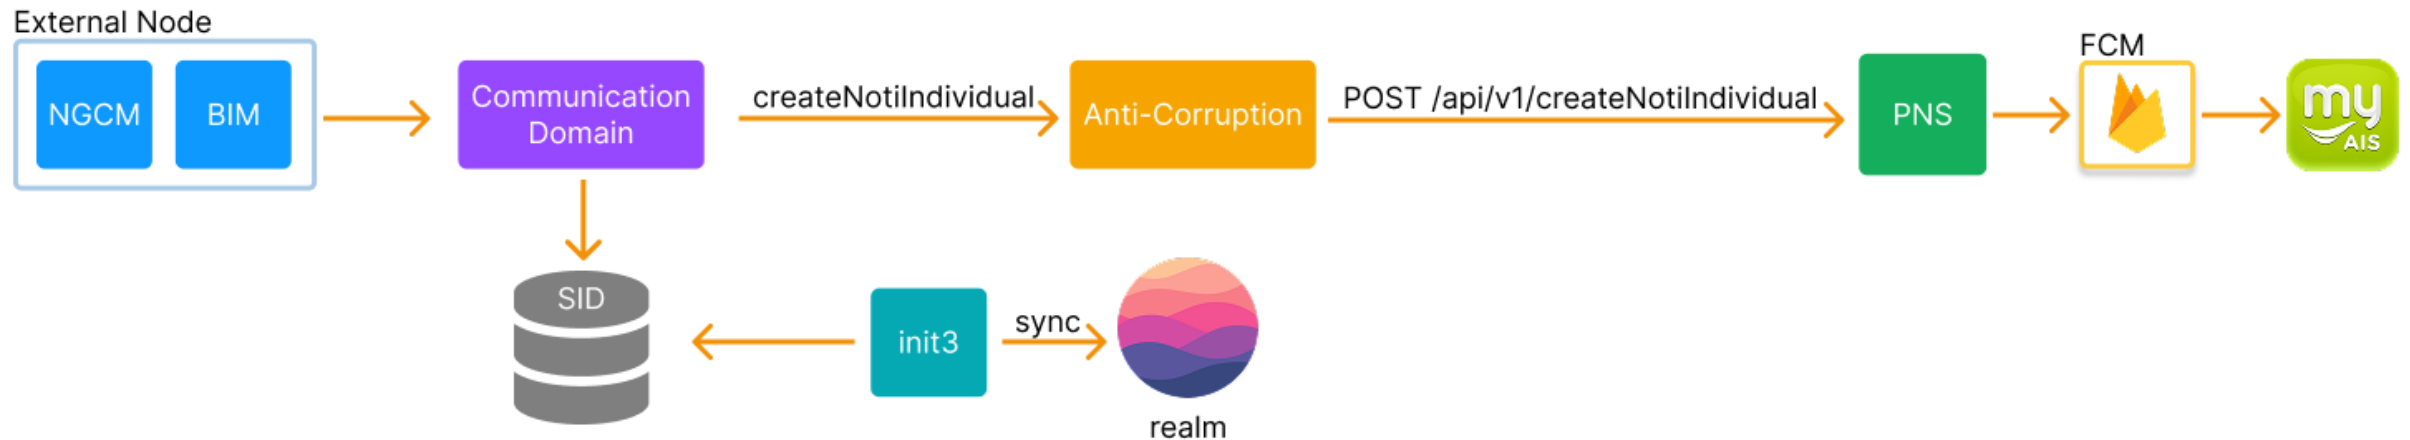 External Node
NGCM
BIM
Communication
Domain
createNotiIndividual
Anti-Corruption
POST /api/v1/createNotiIndividual
PNS
FCM
my
AIS
SID
init3
sync
realm